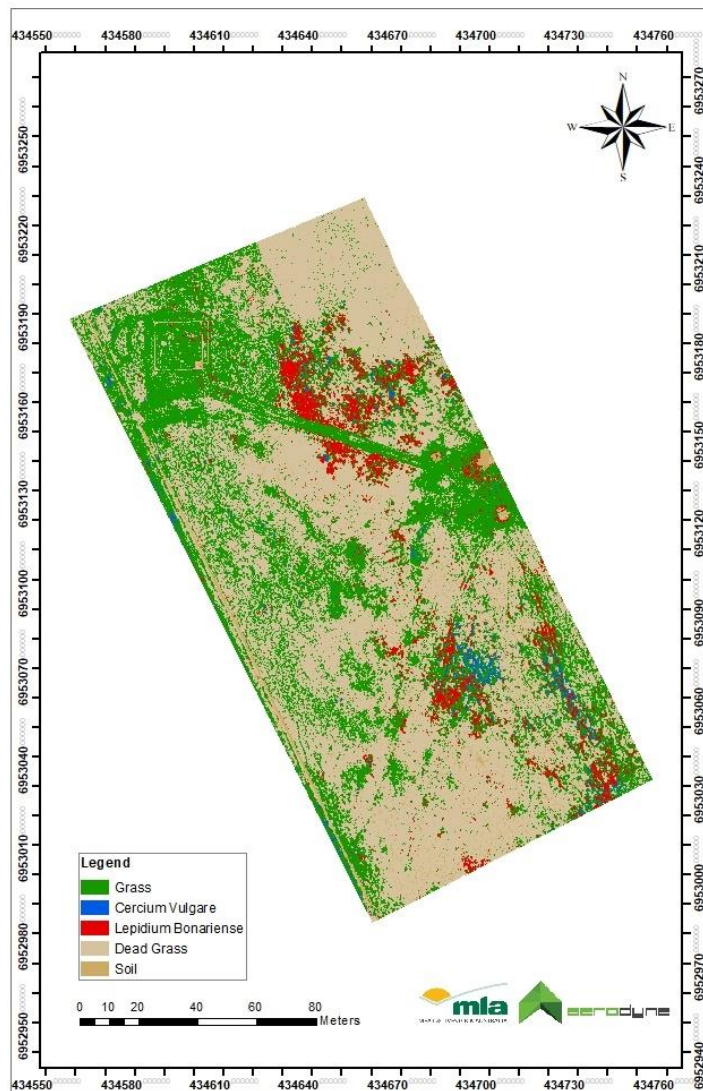 434550 434580 434610 434640 434670 434700 434730 434760
N
W E
S
6953250
6953220
6953190
6953160
6953130
6953100
6953070
6953040
6953010
6952980
6952950
6953270
6953240
6953210
6953180
6953150
6953120
6953090
6953060
6953030
6953000
6952970
6952940
Legend
Grass
Cercium Vulgare
Lepidium Bonariense
Dead Grass
Soil
0 20 40 60 80
Meters
mla
aerodyne
434550 434580 434610 434640 434670 434700 434730 434760